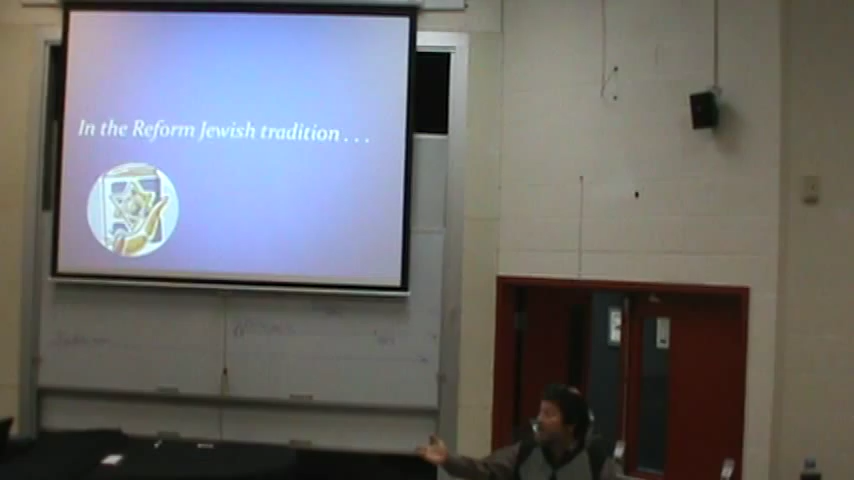 In the Reform Jewish tradition . . .